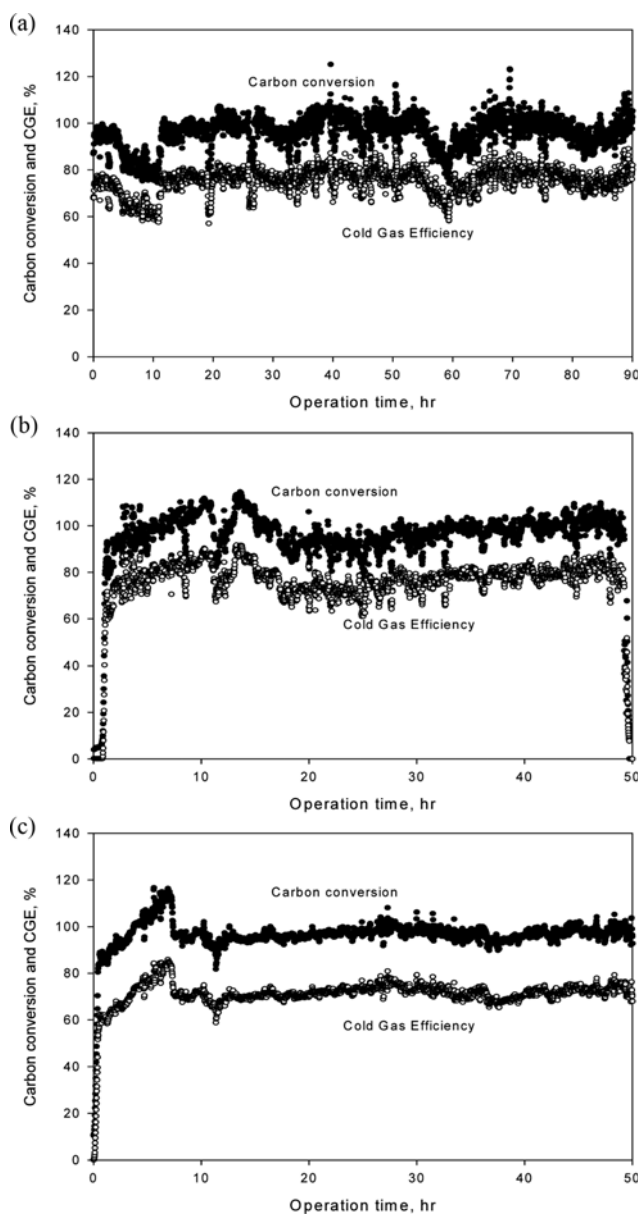 (a)
140
120
100
80
60
40
20
0
Carbon conversion and CGE, %
Carbon conversion
Cold Gas Efficiency
0 10 20 30 40 50 60 70 80 90
Operation time, hr
(b)
140
120
100
80
60
40
20
0
Carbon conversion and CGE, %
Carbon conversion
Cold Gas Efficiency
0 10 20 30 40 50
Operation time, hr
(c)
140
120
100
80
60
40
20
0
Carbon conversion and CGE, %
Carbon conversion
Cold Gas Efficiency
0 10 20 30 40 50
Operation time, hr